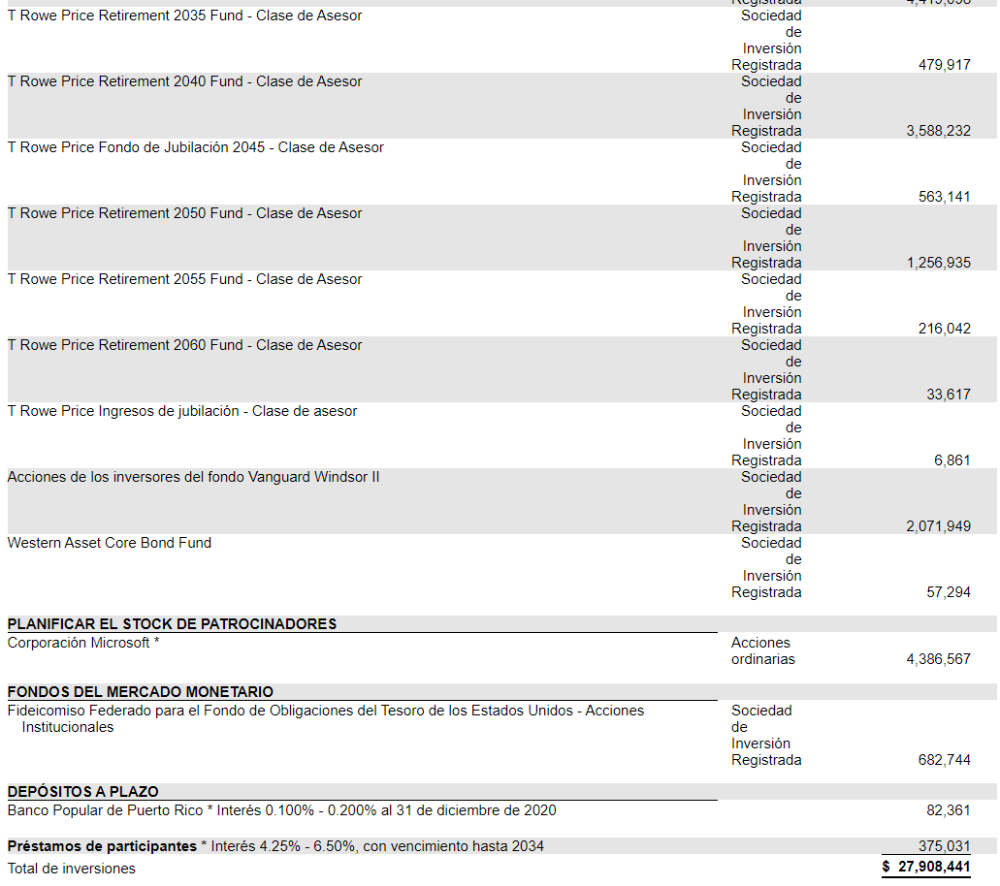 T Rowe Price Retirement 2035 Fund - Clase de Asesor
Sociedad
de
Inversión
Registrada 479,917
T Rowe Price Retirement 2040 Fund - Clase de Asesor
Sociedad
de
Inversión
Registrada 3,588,232
T Rowe Price Fondo de Jubilación 2045 - Clase de Asesor
Sociedad
de
Inversión
Registrada 563,141
T Rowe Price Retirement 2050 Fund - Clase de Asesor
Sociedad
de
Inversión
Registrada 1,256,935
T Rowe Price Retirement 2055 Fund - Clase de Asesor
Sociedad
de
Inversión
Registrada 216,042
T Rowe Price Retirement 2060 Fund - Clase de Asesor
Sociedad
de
Inversión
Registrada 33,617
T Rowe Price Ingresos de jubilación - Clase de asesor
Sociedad
de
Inversión
Registrada 6,861
Acciones de los inversores del fondo Vanguard Windsor II
Sociedad
de
Inversión
Registrada 2,071,949
Western Asset Core Bond Fund
Sociedad
de
Inversión
Registrada 57,294
PLANIFICAR EL STOCK DE PATROCINADORES
Corporación Microsoft *
Acciones
ordinarias 4,386,567
FONDOS DEL MERCADO MONETARIO
Fideicomiso Federado para el Fondo de Obligaciones del Tesoro de los Estados Unidos - Acciones
Institucionales
Sociedad
de
Inversión
Registrada 682,744
DEPÓSITOS A PLAZO
Banco Popular de Puerto Rico * Interés 0.100% - 0.200% al 31 de diciembre de 2020 82,361
Préstamos de participantes * Interés 4.25% - 6.50%, con vencimiento hasta 2034 375,031
Total de inversiones $ 27,908,441